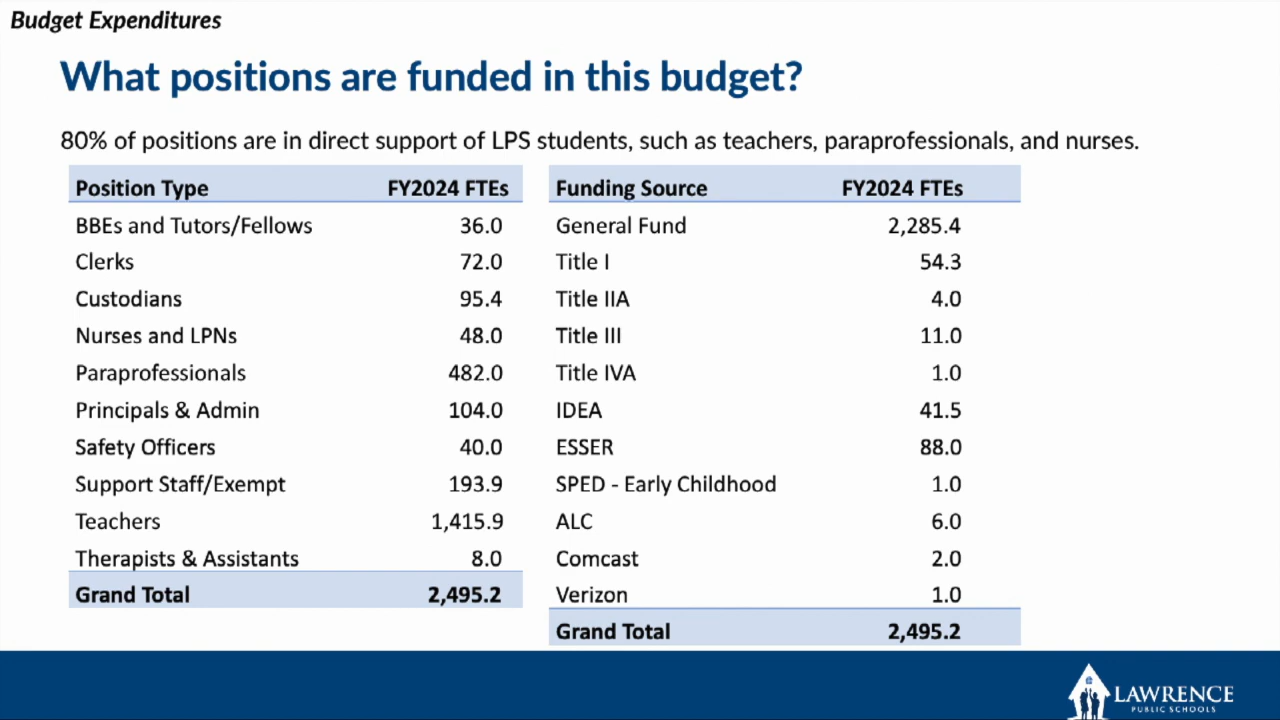 Budget Expenditures
What positions are funded in this budget?
80% of positions are in direct support of LPS students, such as teachers, paraprofessionals, and nurses.
Position Type FY2024 FTEs
BBEs and Tutors/Fellows 36.0
Clerks 72.0
Custodians 95.4
Nurses and LPNs 48.0
Paraprofessionals 482.0
Principals & Admin 104.0
Safety Officers 40.0
Support Staff/Exempt 193.9
Teachers 1,415.9
Therapists & Assistants 8.0
Grand Total 2,495.2
Funding Source FY2024 FTEs
General Fund 2,285.4
Title I 54.3
Title IIA 4.0
Title III 11.0
Title IVA 1.0
IDEA 41.5
ESSER 88.0
SPED - Early Childhood 1.0
ALC 6.0
Comcast 2.0
Verizon 1.0
Grand Total 2,495.2
LAWRENCE
PUBLIC SCHOOLS